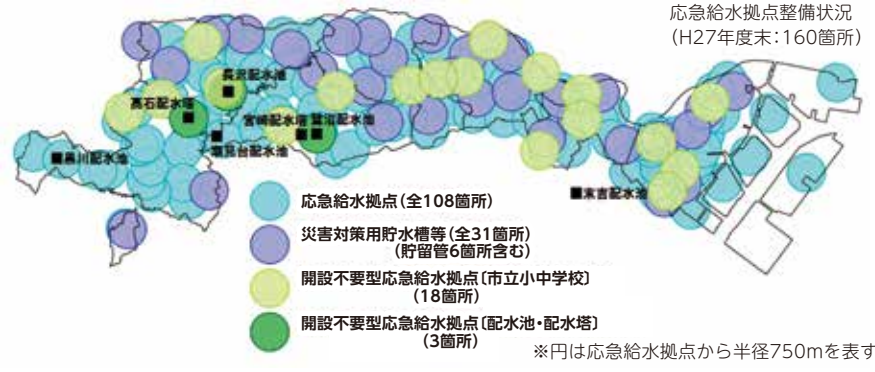 応急給水拠点整備状況
(H27年度末:160箇所)
長沢配水池
高石配水塔
宮崎配水塔
鷺沼配水池
潮見台配水池
黒川配水池
末吉配水池
応急給水拠点(全108箇所)
災害対策用貯水槽等(全31箇所)
(貯留管6箇所含む)
開設不要型応急給水拠点〔市立小中学校〕
(18箇所)
開設不要型応急給水拠点〔配水池・配水塔〕
(3箇所)
※円は応急給水拠点から半径750mを表す